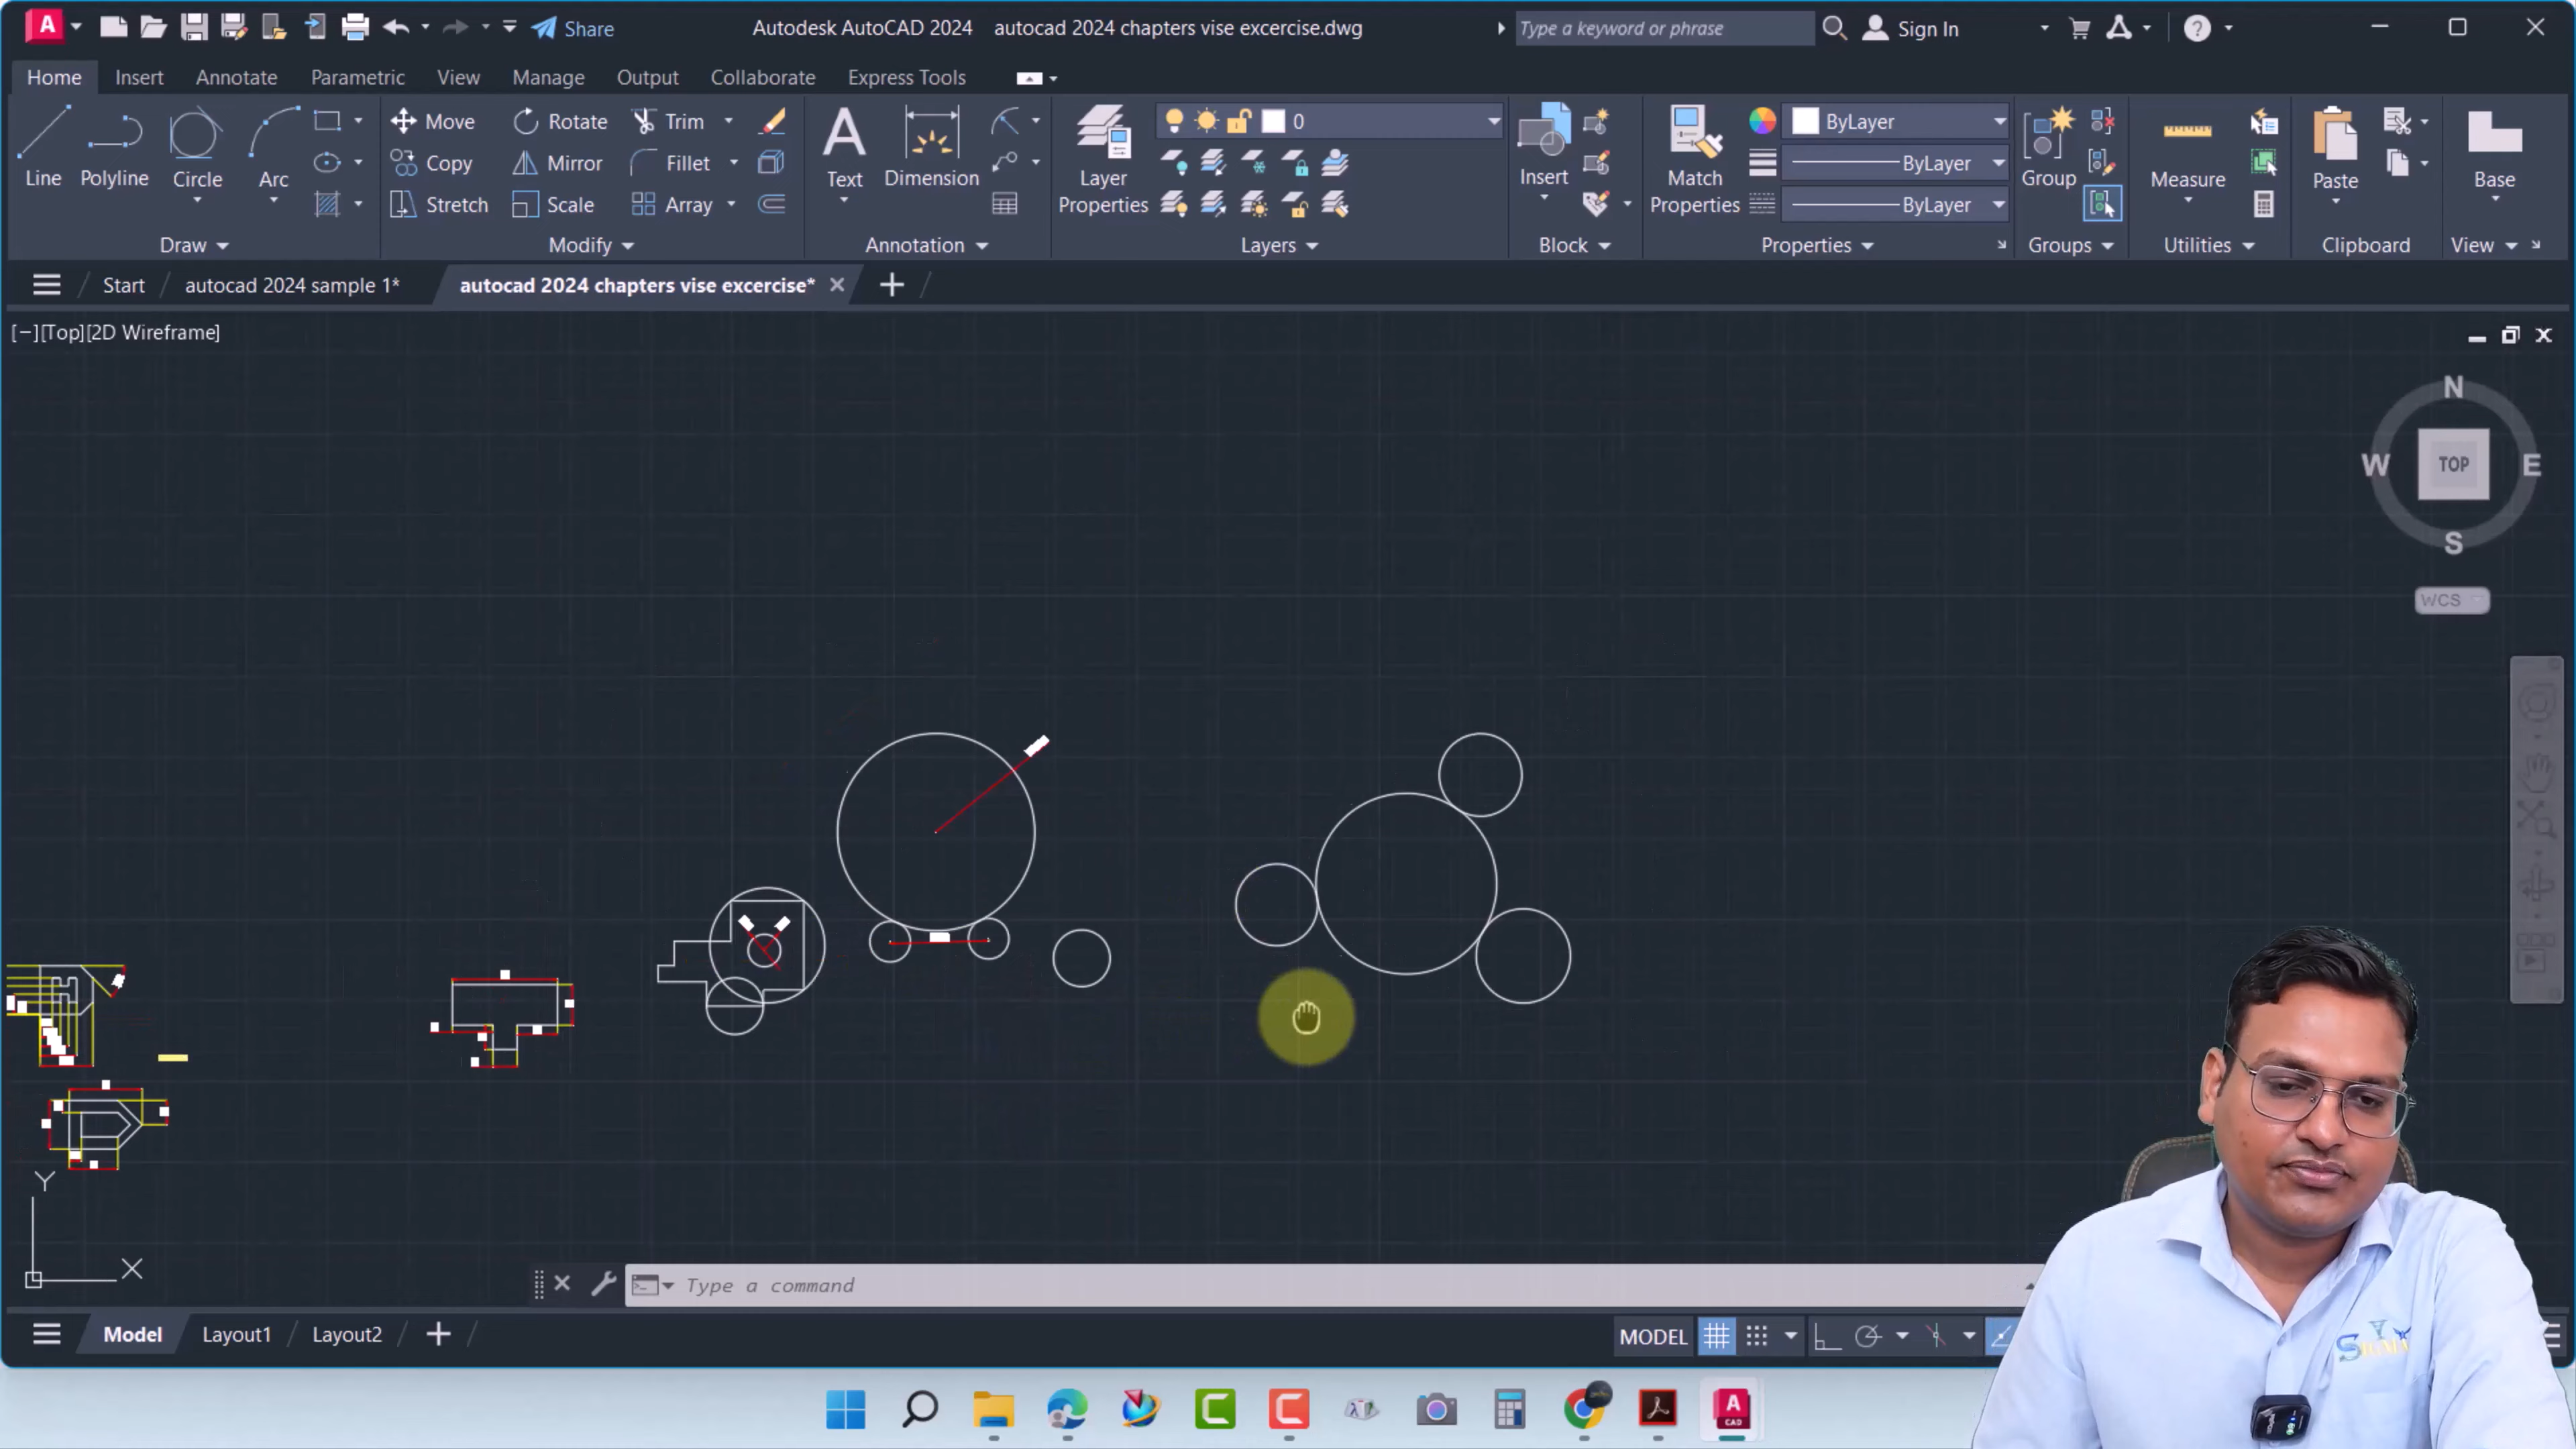 A Share Autodesk AutoCAD 2024 autocad 2024 chapters vise excercise.dwg Type a keyword or phrase Sign In
Home Insert Annotate Parametric View Manage Output Collaborate Express Tools
Line Polyline Circle Arc
Move Rotate Trim
Copy Mirror Fillet
Stretch Scale Array
Text Dimension
Layer Properties
0
Insert
Match Properties
ByLayer
ByLayer
ByLayer
Group Measure Paste Base
Draw Modify Annotation Layers Block Properties Groups Utilities Clipboard View
Start autocad 2024 sample 1* autocad 2024 chapters vise excercise*
[−][Top][2D Wireframe]
N
W TOP E
S
WCS
Y
X
Type a command
Model Layout1 Layout2 MODEL
A
CAD